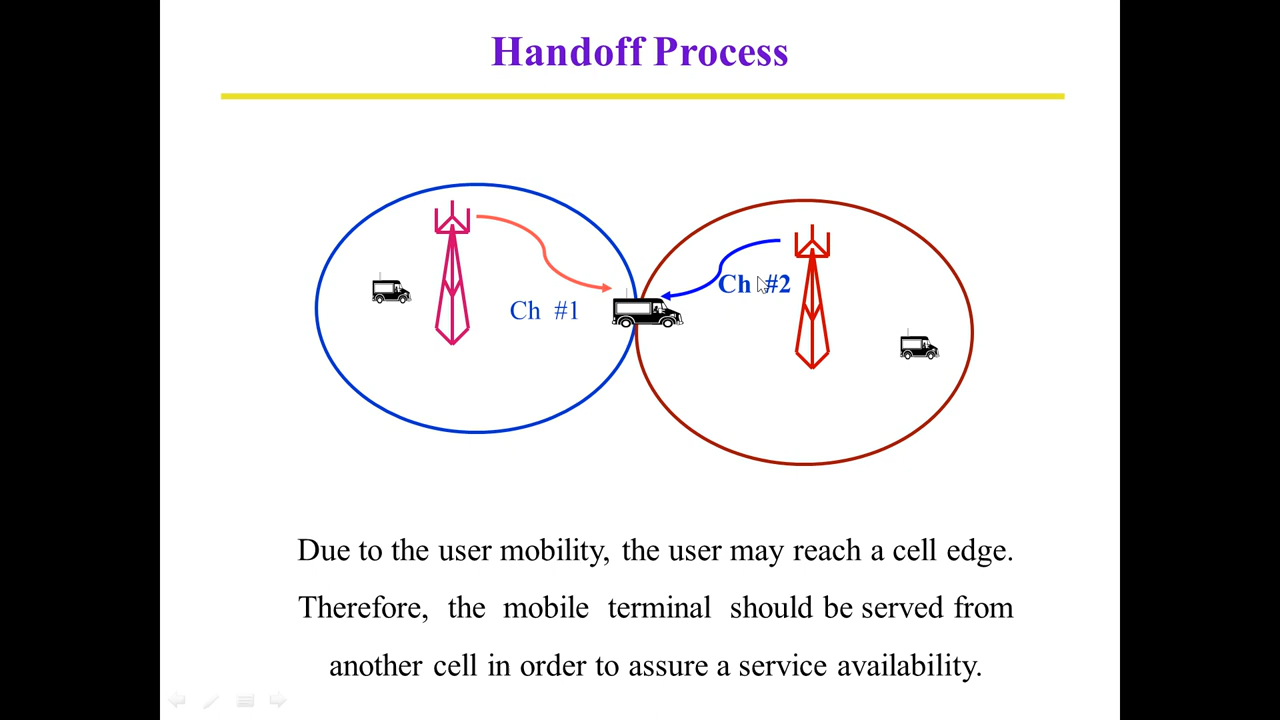 Handoff Process
Ch #1
Ch #2
Due to the user mobility, the user may reach a cell edge.
Therefore, the mobile terminal should be served from
another cell in order to assure a service availability.